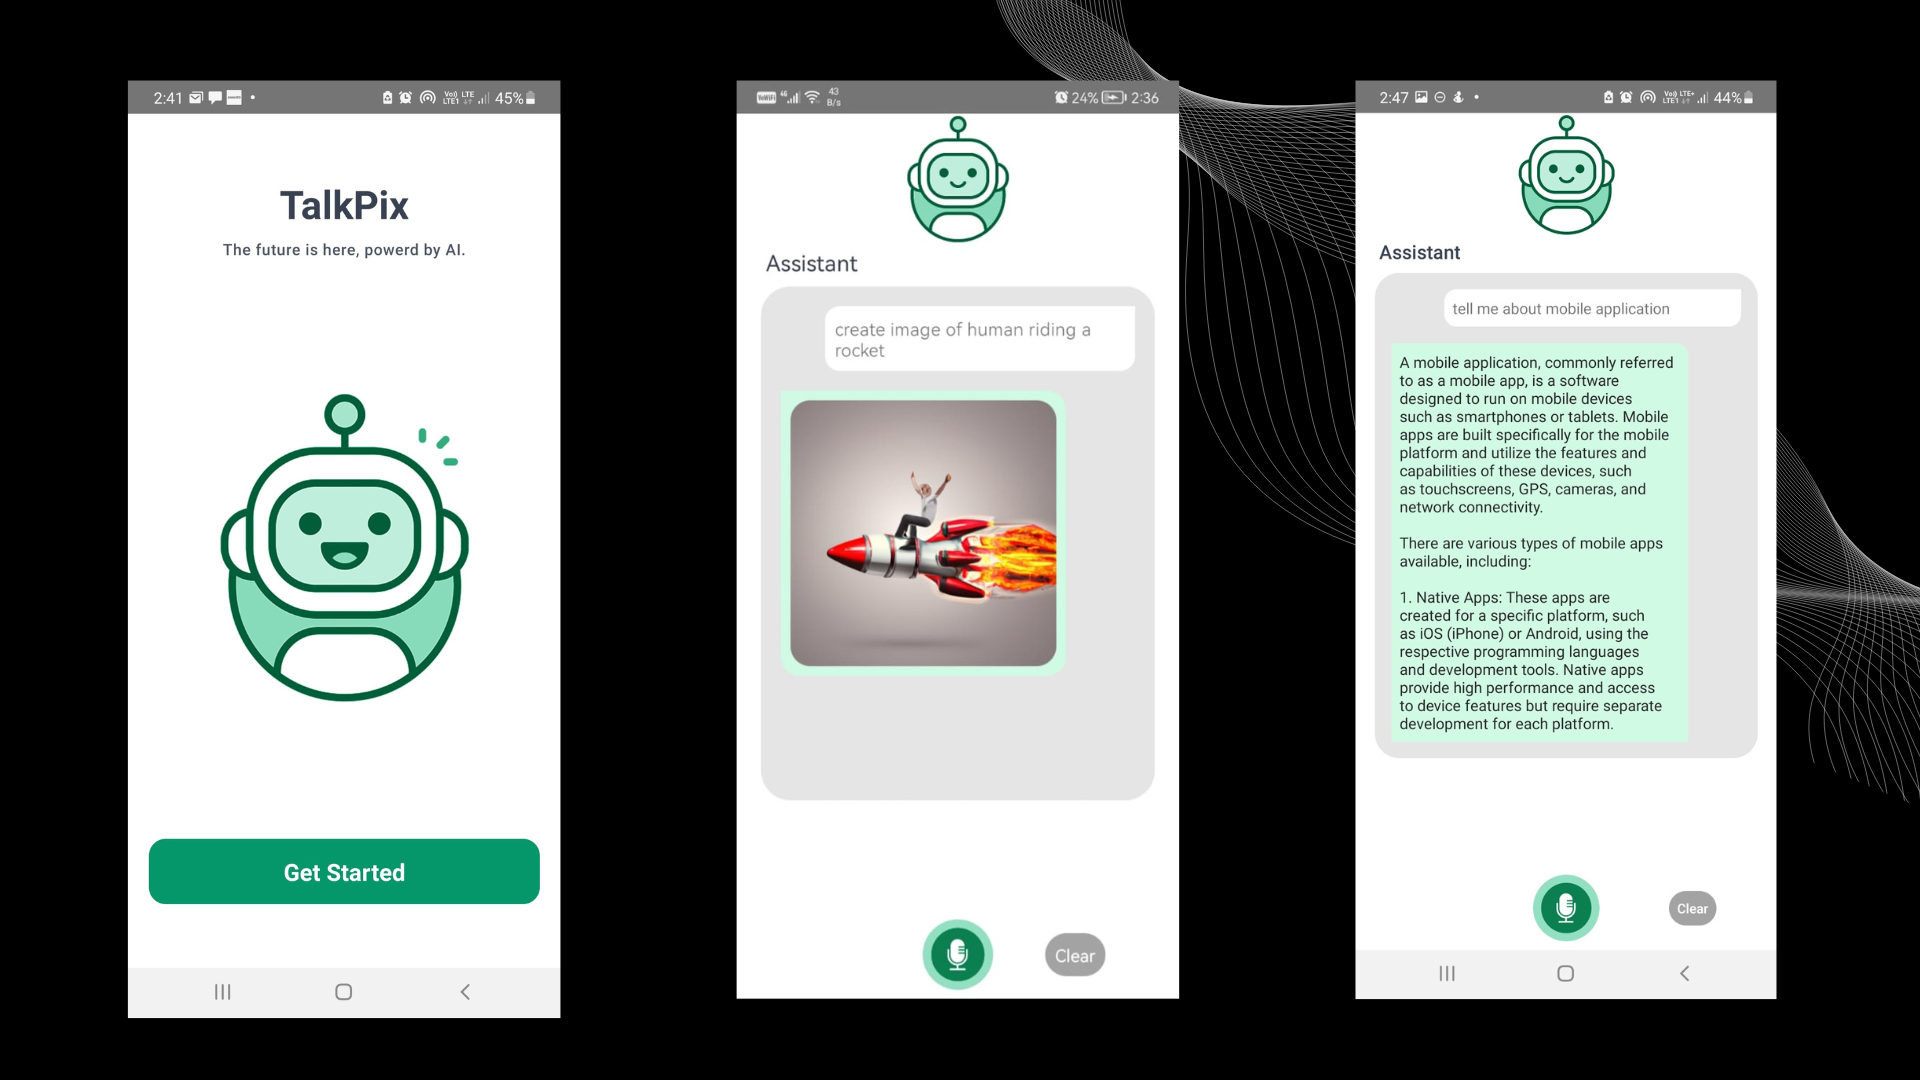 2:41
45%
TalkPix
The future is here, powerd by AI.
Get Started
VoWiFi 4G 43 B/s
24% 2:36
Assistant
create image of human riding a
rocket
Clear
2:47
44%
Assistant
tell me about mobile application
A mobile application, commonly referred
to as a mobile app, is a software
designed to run on mobile devices
such as smartphones or tablets. Mobile
apps are built specifically for the mobile
platform and utilize the features and
capabilities of these devices, such
as touchscreens, GPS, cameras, and
network connectivity.
There are various types of mobile apps
available, including:
1. Native Apps: These apps are
created for a specific platform, such
as iOS (iPhone) or Android, using the
respective programming languages
and development tools. Native apps
provide high performance and access
to device features but require separate
development for each platform.
Clear